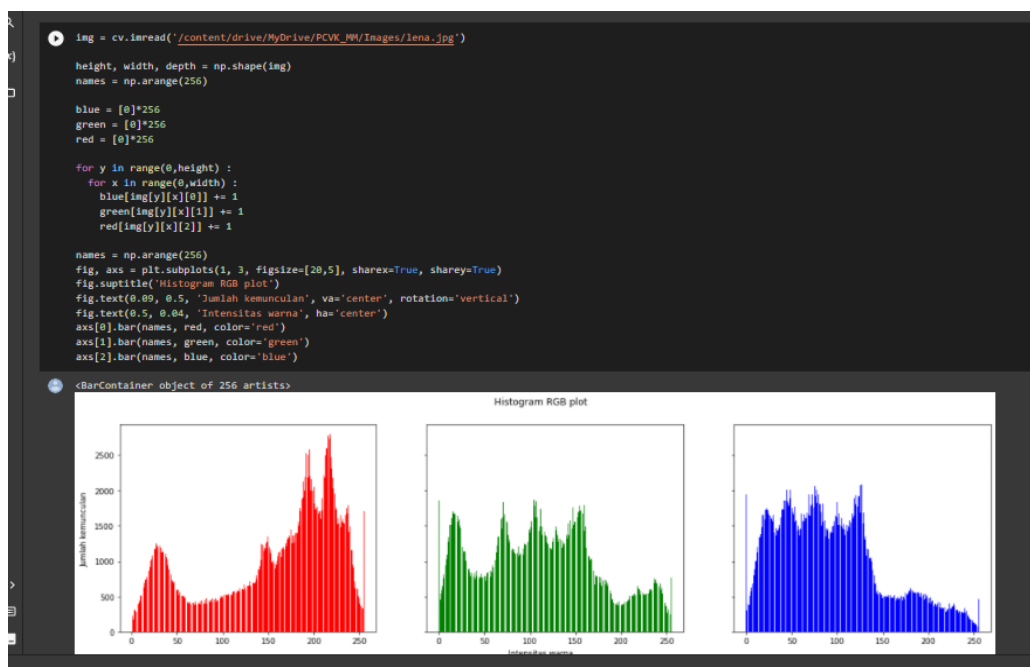 img = cv.imread('/content/drive/MyDrive/PCVK_MM/Images/lena.jpg')
height, width, depth = np.shape(img)
names = np.arange(256)
blue = [0]*256
green = [0]*256
red = [0]*256
for y in range(0,height) :
  for x in range(0,width) :
    blue[img[y][x][0]] += 1
    green[img[y][x][1]] += 1
    red[img[y][x][2]] += 1
names = np.arange(256)
fig, axs = plt.subplots(1, 3, figsize=[20,5], sharex=True, sharey=True)
fig.suptitle('Histogram RGB plot')
fig.text(0.09, 0.5, 'Jumlah kemunculan', va='center', rotation='vertical')
fig.text(0.5, 0.04, 'Intensitas warna', ha='center')
axs[0].bar(names, red, color='red')
axs[1].bar(names, green, color='green')
axs[2].bar(names, blue, color='blue')
<BarContainer object of 256 artists>
Histogram RGB plot
Jumlah kemunculan
2500
2000
1500
1000
500
0
0 50 100 150 200 250
0 50 100 150 200 250
0 50 100 150 200 250
Intensitas warna